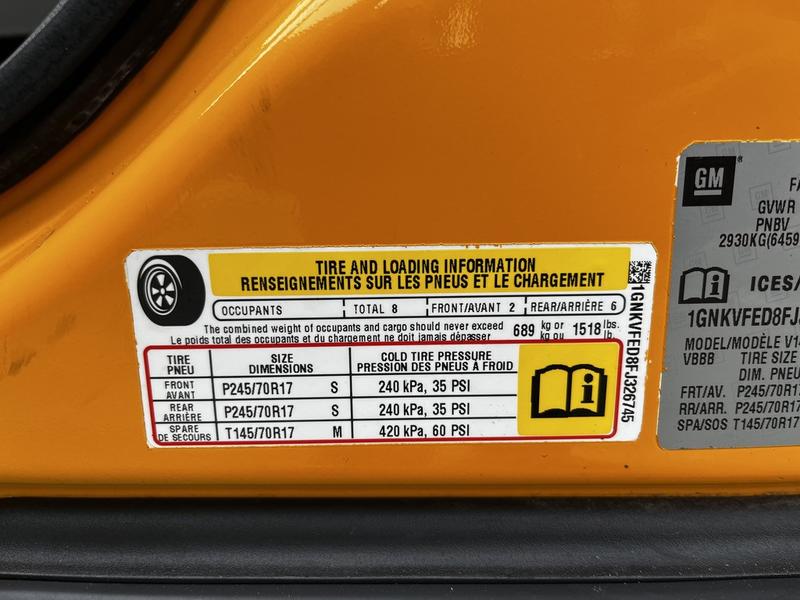 TIRE AND LOADING INFORMATION
RENSEIGNEMENTS SUR LES PNEUS ET LE CHARGEMENT
OCCUPANTS TOTAL 8 FRONT/AVANT 2 REAR/ARRIÈRE 6
The combined weight of occupants and cargo should never exceed 689 kg or 1518 lbs.
Le poids total des occupants et du chargement ne doit jamais dépasser kg ou lb.
TIRE SIZE COLD TIRE PRESSURE
PNEU DIMENSIONS PRESSION DES PNEUS À FROID
FRONT
AVANT P245/70R17 S 240 kPa, 35 PSI
REAR
ARRIÈRE P245/70R17 S 240 kPa, 35 PSI
SPARE
DE SECOURS T145/70R17 M 420 kPa, 60 PSI
1GNKVFED8FJ326745
GM
GVWR
PNBV
2930KG(6459
ICES/
1GNKVFED8FJ
MODEL/MODÈLE V14
VBBB TIRE SIZE
DIM. PNEU
FRT/AV. P245/70R17
RR/ARR. P245/70R17
SPA/SOS T145/70R17